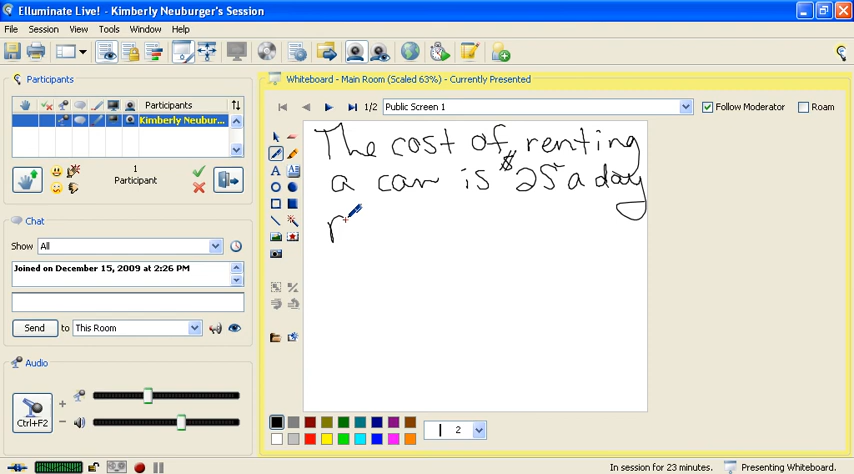 Elluminate Live! - Kimberly Neuburger's Session
File Session View Tools Window Help
Participants
Participants
Kimberly Neubur...
1
Participant
Chat
Show All
Joined on December 15, 2009 at 2:26 PM
Send to This Room
Audio
Ctrl+F2
Whiteboard - Main Room (Scaled 63%) - Currently Presented
1/2 Public Screen 1 Follow Moderator Roam
The cost of renting
a car is $25 a day
r
A A
2
In session for 23 minutes. Presenting Whiteboard.